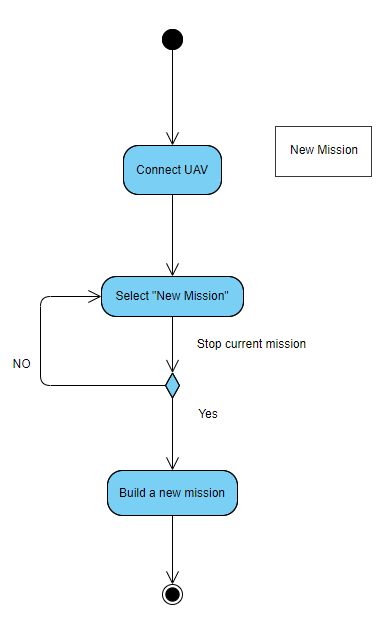 Connect UAV
New Mission
Select "New Mission"
Stop current mission
NO
Yes
Build a new mission